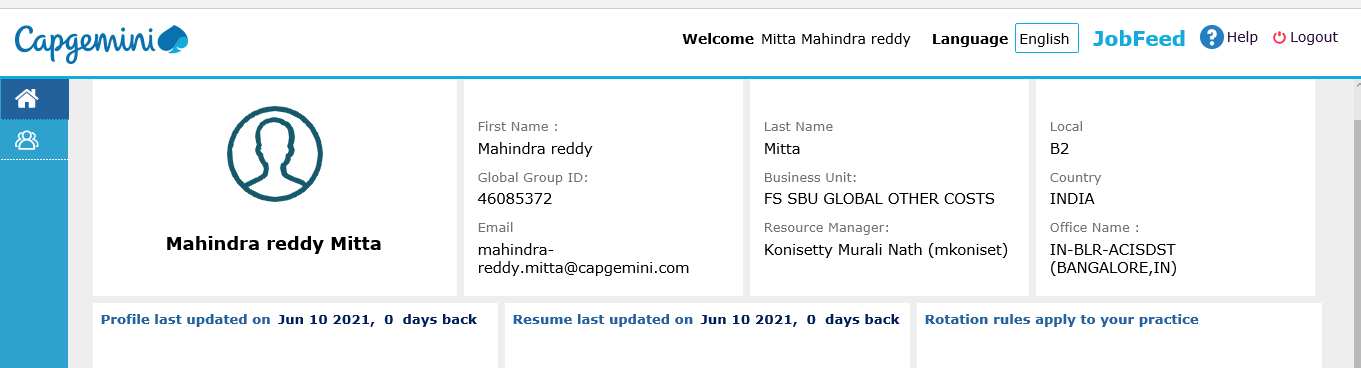 Capgemini
Welcome Mitta Mahindra reddy Language English JobFeed ? Help Logout
Mahindra reddy Mitta
First Name :
Mahindra reddy
Global Group ID:
46085372
Email
mahindra-
reddy.mitta@capgemini.com
Last Name
Mitta
Business Unit:
FS SBU GLOBAL OTHER COSTS
Resource Manager:
Konisetty Murali Nath (mkoniset)
Local
B2
Country
INDIA
Office Name :
IN-BLR-ACISDST
(BANGALORE,IN)
Profile last updated on Jun 10 2021, 0 days back
Resume last updated on Jun 10 2021, 0 days back
Rotation rules apply to your practice